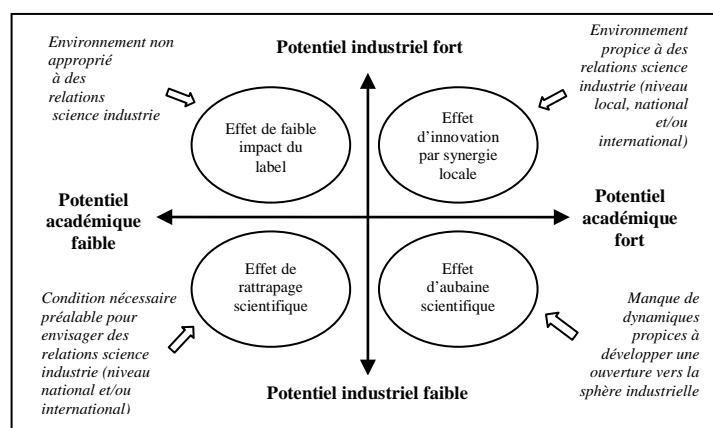 Environnement non
approprié
à des
relations
science industrie
Potentiel industriel fort
Environnement
propice à des
relations science
industrie (niveau
local, national
et/ou
international)
Effet de faible
impact du
label
Effet
d'innovation
par synergie
locale
Potentiel
académique
faible
Potentiel
académique
fort
Effet de
rattrapage
scientifique
Effet
d'aubaine
scientifique
Condition nécessaire
préalable pour
envisager des
relations science
industrie (niveau
national et/ou
international)
Potentiel industriel faible
Manque de
dynamiques
propices à
développer une
ouverture vers la
sphère industrielle